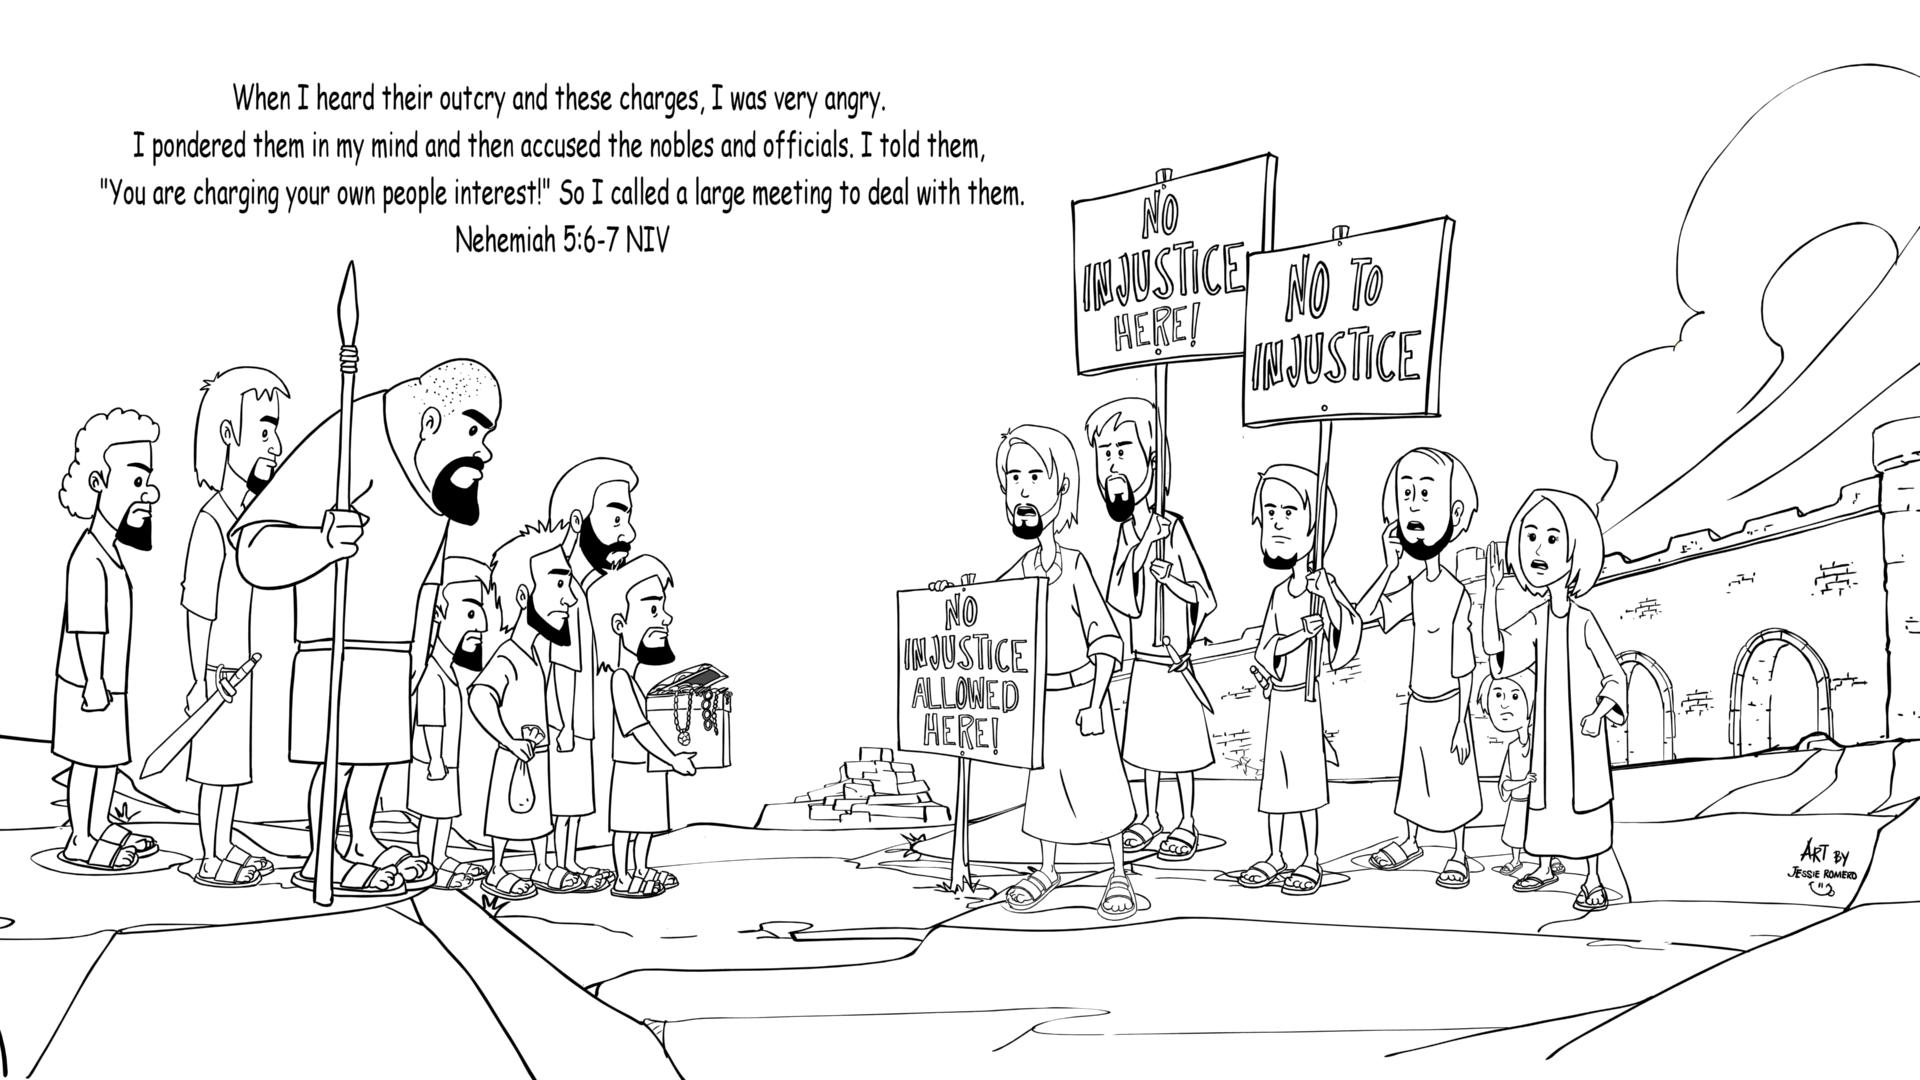 When I heard their outcry and these charges, I was very angry.
I pondered them in my mind and then accused the nobles and officials. I told them,
"You are charging your own people interest!" So I called a large meeting to deal with them.
Nehemiah 5:6-7 NIV
NO
INJUSTICE
HERE!
NO TO
INJUSTICE
NO
INJUSTICE
ALLOWED
HERE!
ART BY
JESSIE ROMERO